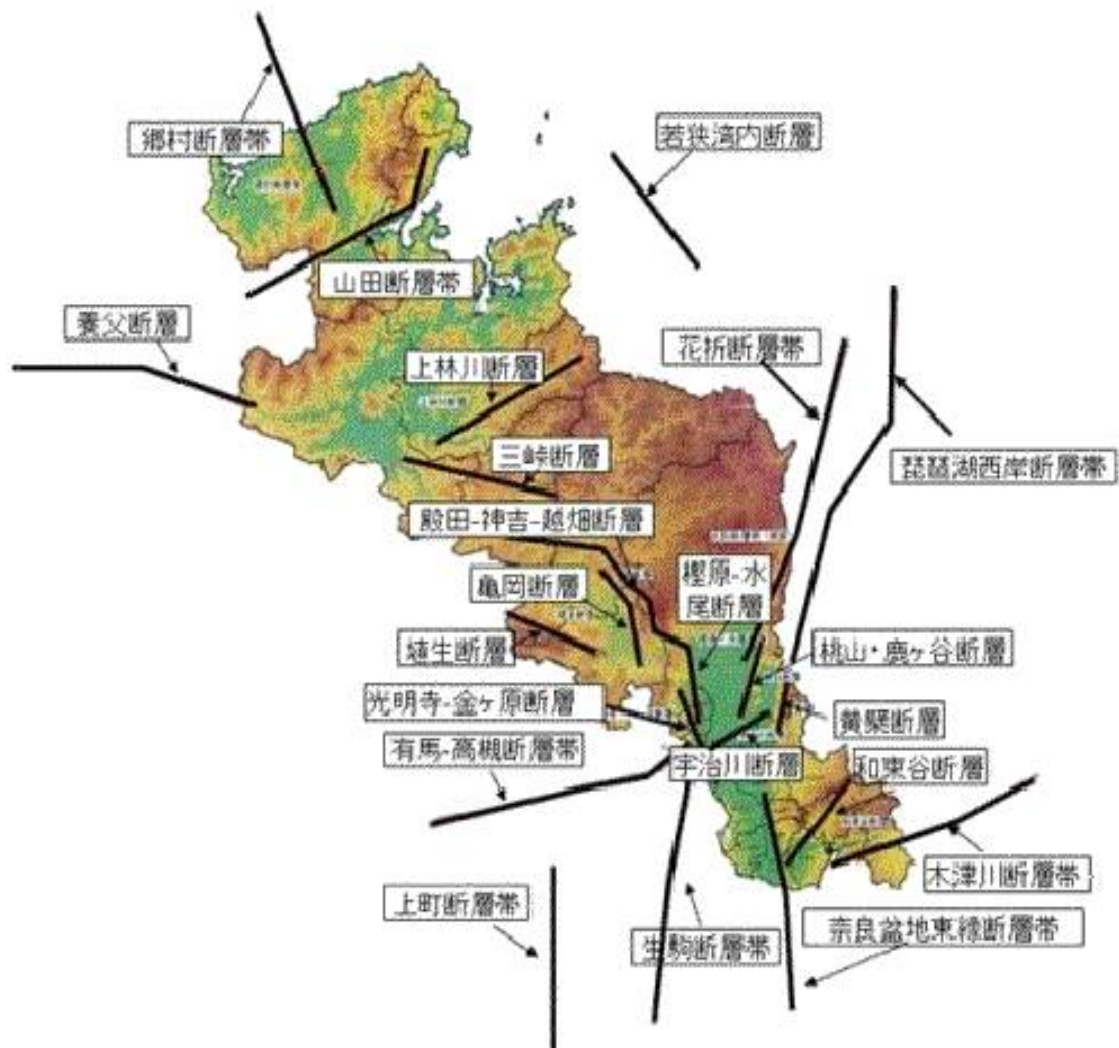 郷村断層帯
若狭湾内断層
山田断層帯
養父断層
花折断層帯
上林川断層
琵琶湖西岸断層帯
三峠断層
殿田-神吉-越畑断層
樫原-水
尾断層
亀岡断層
埴生断層
桃山・鹿ヶ谷断層
光明寺-金ヶ原断層
黄檗断層
有馬-高槻断層帯
宇治川断層
和束谷断層
木津川断層帯
上町断層帯
生駒断層帯
奈良盆地東縁断層帯